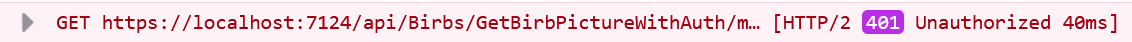 GET https://localhost:7124/api/Birbs/GetBirbPictureWithAuth/m… [HTTP/2 401 Unauthorized 40ms]